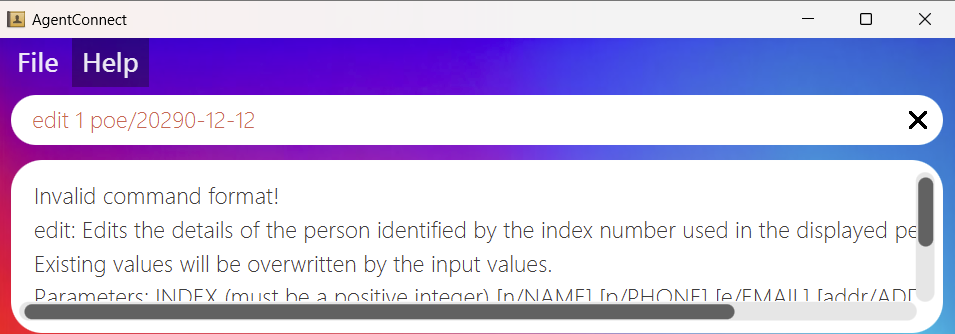 AgentConnect
File Help
edit 1 poe/20290-12-12
Invalid command format!
edit: Edits the details of the person identified by the index number used in the displayed pe
Existing values will be overwritten by the input values.
Parameters: INDEX (must be a positive integer) [n/NAME] [p/PHONE] [e/EMAIL] [addr/ADD